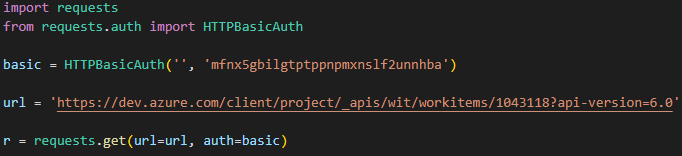 import requests
from requests.auth import HTTPBasicAuth
basic = HTTPBasicAuth('', 'mfnx5gbilgtptppnpmxnslf2unnhba')
url = 'https://dev.azure.com/client/project/_apis/wit/workitems/1043118?api-version=6.0'
r = requests.get(url=url, auth=basic)